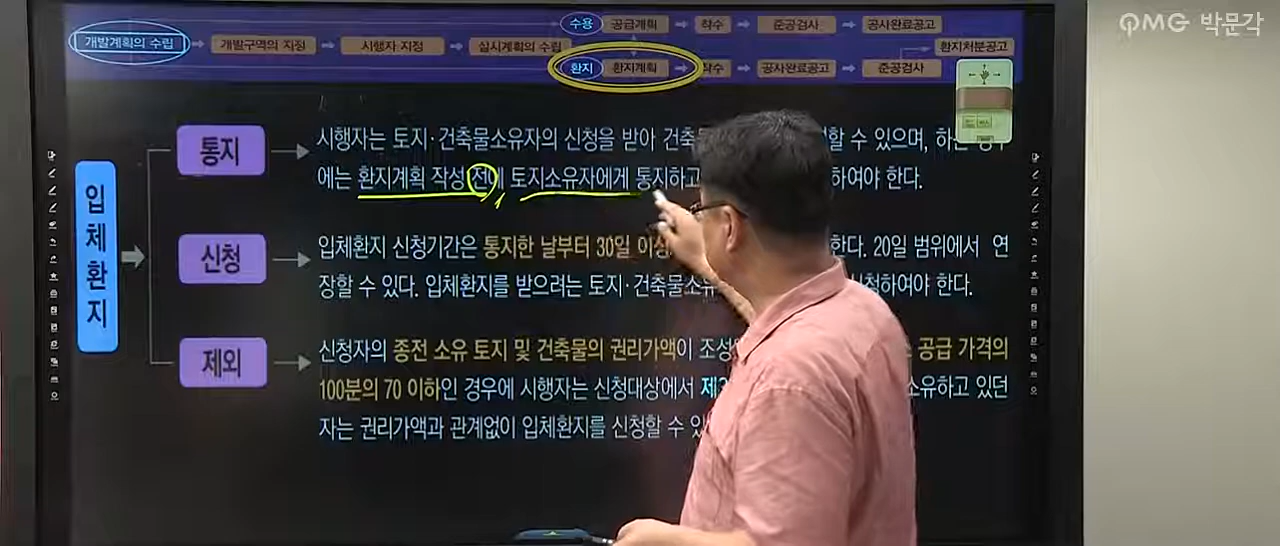 QMG 박문각
수용 공급계획 착수 준공검사 공사완료공고
개발계획의 수립 개발구역의 지정 시행자 지정 실시계획의 수립 환지처분공고
환지 환지계획 착수 공사완료공고 준공검사
입체환지
통지
시행자는 토지·건축물소유자의 신청을 받아 할 수 있으며,
에는 환지계획 작성 전에 토지소유자에게 통지하고 하여야 한다.
신청
입체환지 신청기간은 통지한 날부터 30일 이상 한다. 20일 범위에서 연
장할 수 있다. 입체환지를 받으려는 토지·건축물소유 신청하여야 한다.
제외
신청자의 종전 소유 토지 및 건축물의 권리가액이 공급 가격의
100분의 70 이하인 경우에 시행자는 신청대상에서 소유하고 있던
자는 권리가액과 관계없이 입체환지를 신청할 수